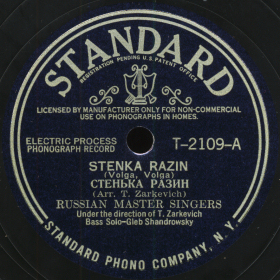 STANDARD
REGISTRATION PENDING U.S. PATENT OFFICE
LICENSED BY MANUFACTURER ONLY FOR NON-COMMERCIAL
USE ON PHONOGRAPHS IN HOMES.
ELECTRIC PROCESS
PHONOGRAPH RECORD
T-2109-A
STENKA RAZIN
(Volga, Volga)
СТЕНЬКА РАЗИН
(Arr. T. Zarkevich)
RUSSIAN MASTER SINGERS
Under the direction of T. Zarkevich
Bass Solo-Gleb Shandrowsky
STANDARD PHONO COMPANY, N.Y.